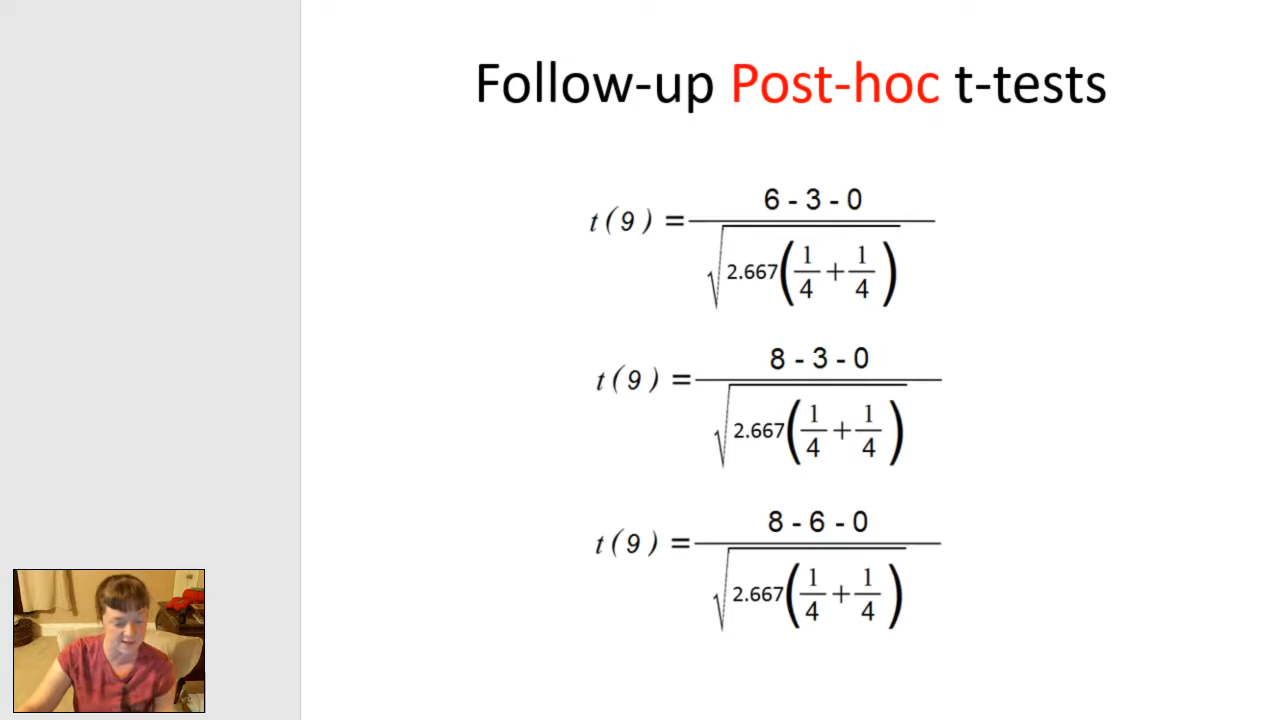 Follow-up Post-hoc t-tests
t(9) = 6 - 3 - 0 / √2.667(1/4 + 1/4)
t(9) = 8 - 3 - 0 / √2.667(1/4 + 1/4)
t(9) = 8 - 6 - 0 / √2.667(1/4 + 1/4)